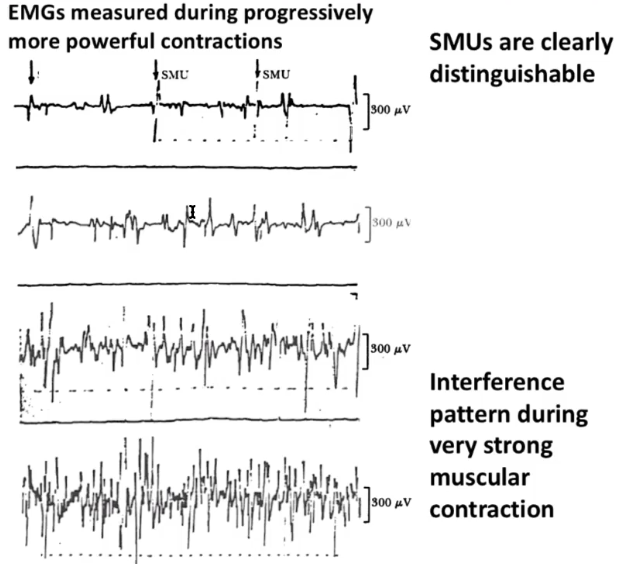 EMGs measured during progressively
more powerful contractions
SMUs are clearly
distinguishable
SMU
SMU
300 μV
300 μV
300 μV
Interference
pattern during
very strong
muscular
contraction
300 μV